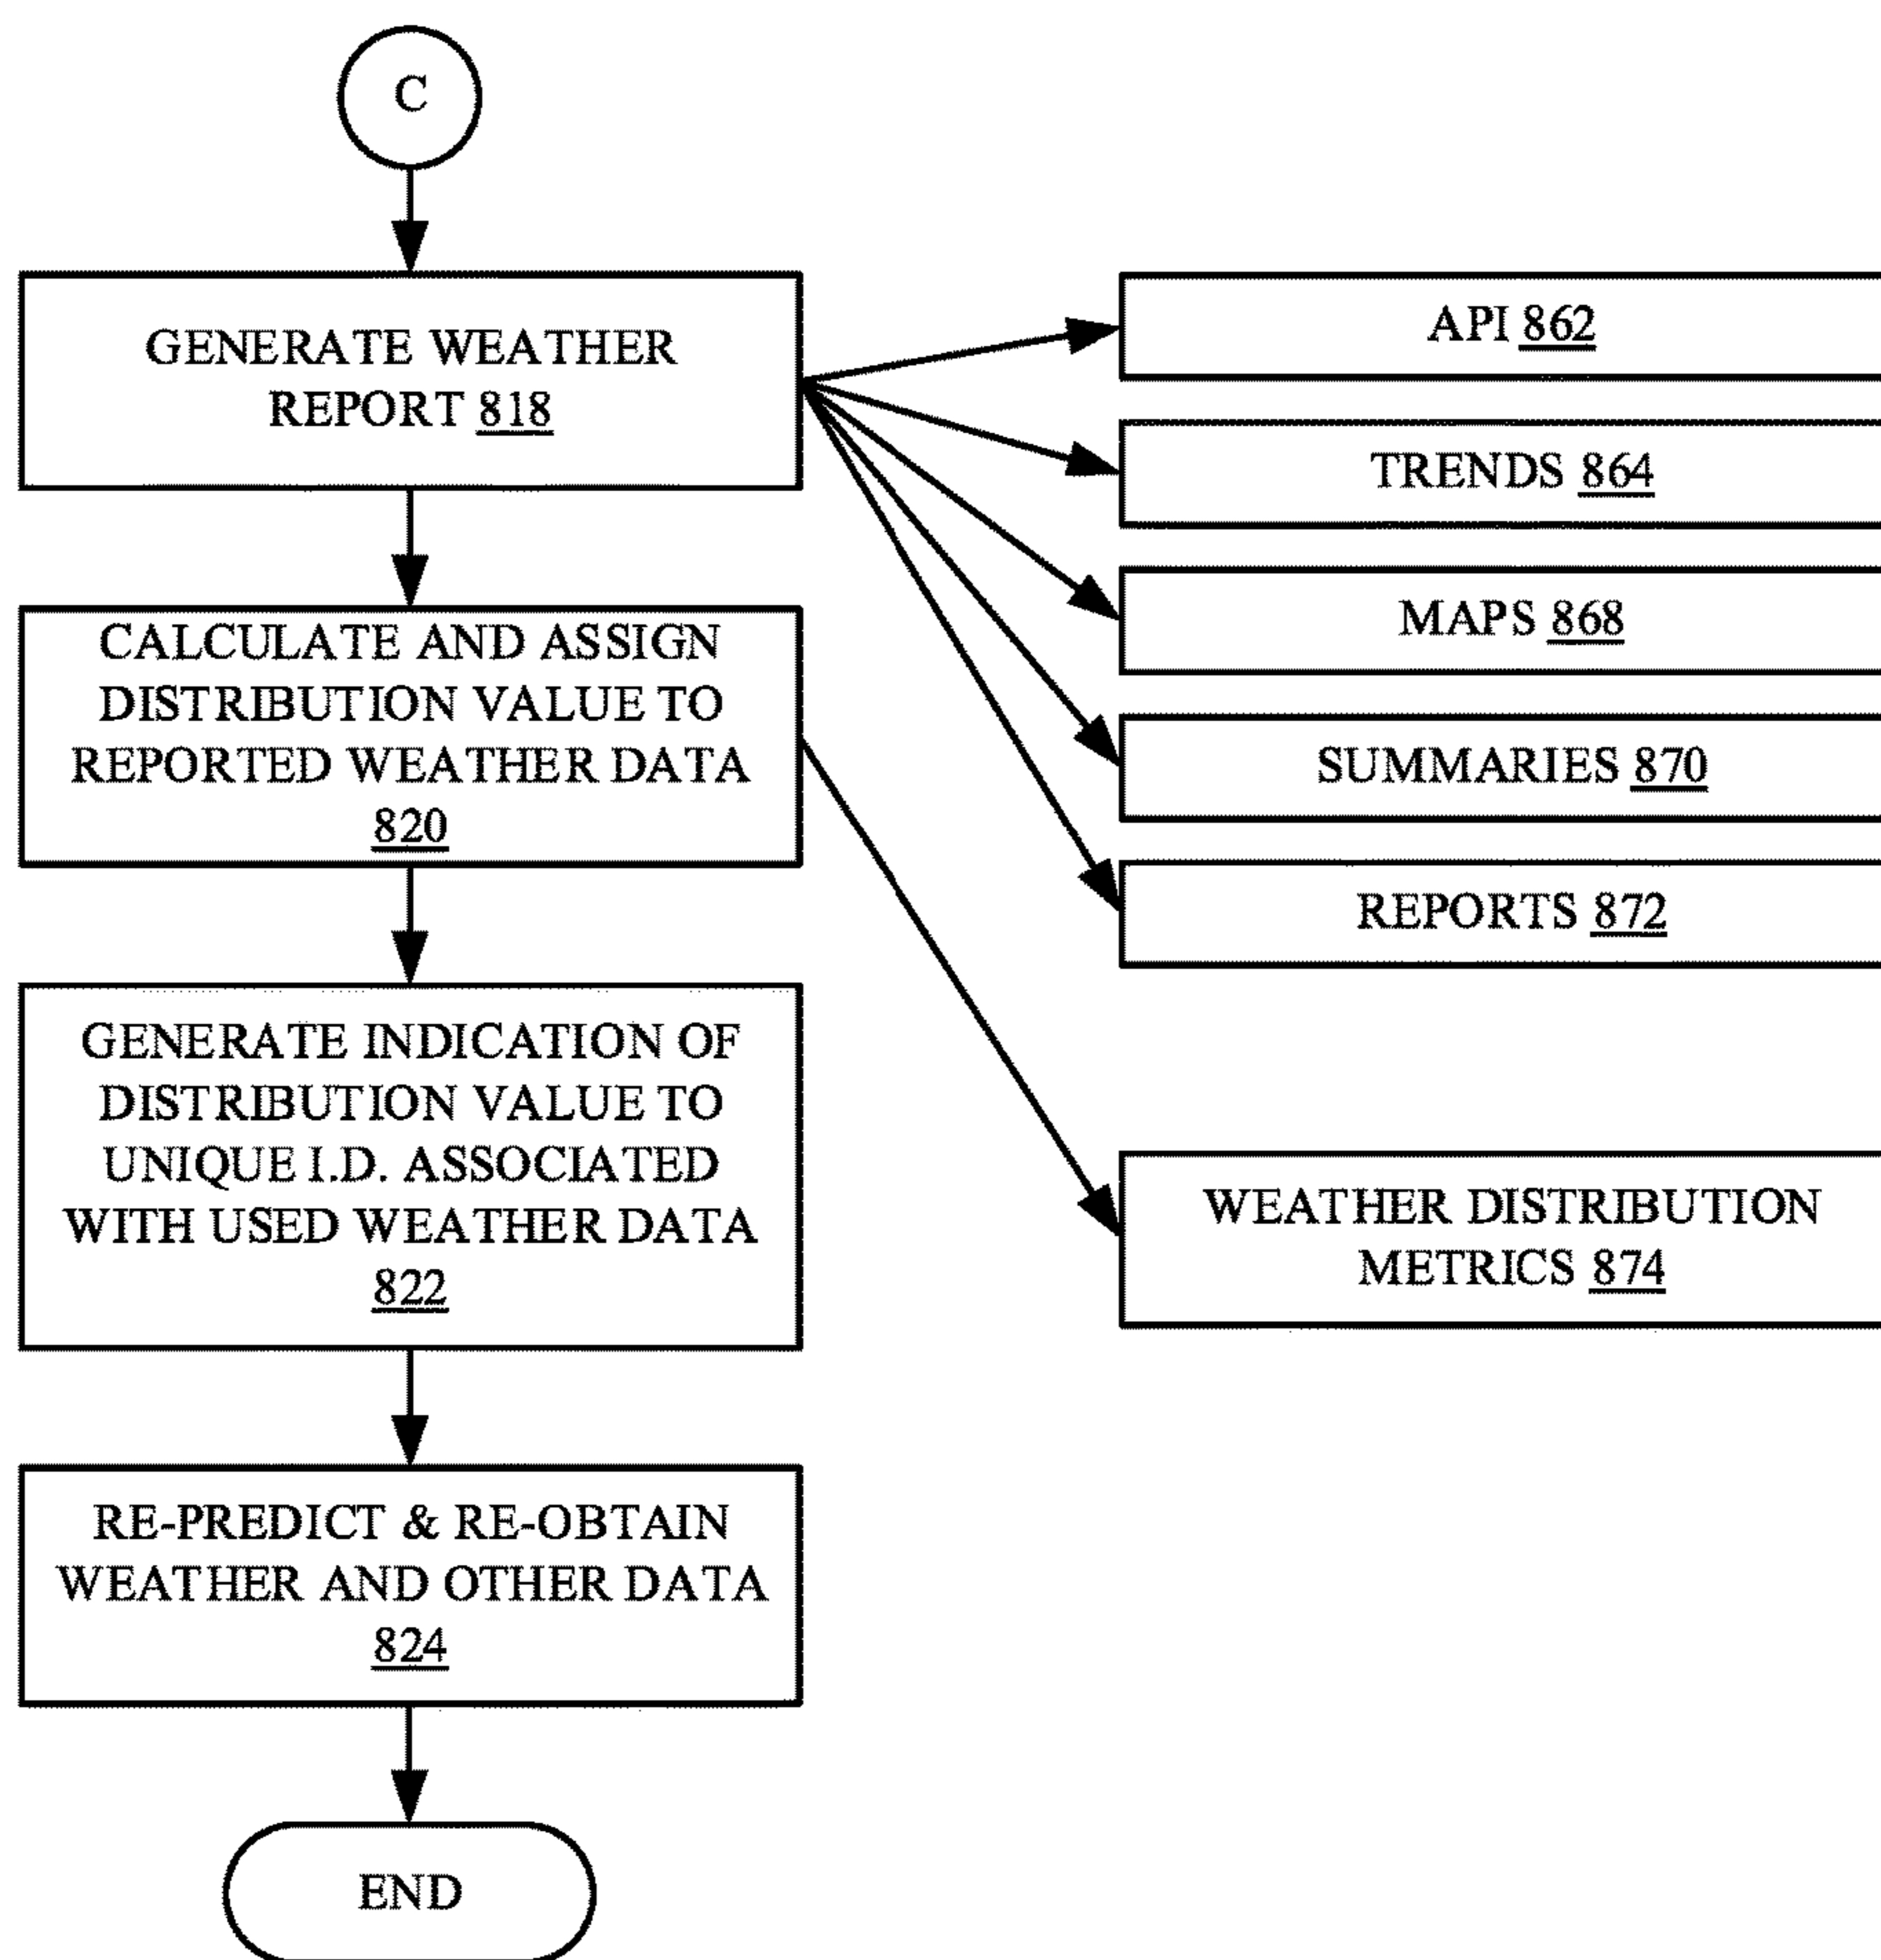 C
GENERATE WEATHER
REPORT 818
API 862
TRENDS 864
MAPS 868
SUMMARIES 870
REPORTS 872
CALCULATE AND ASSIGN
DISTRIBUTION VALUE TO
REPORTED WEATHER DATA
820
GENERATE INDICATION OF
DISTRIBUTION VALUE TO
UNIQUE I.D. ASSOCIATED
WITH USED WEATHER DATA
822
WEATHER DISTRIBUTION
METRICS 874
RE-PREDICT & RE-OBTAIN
WEATHER AND OTHER DATA
824
END